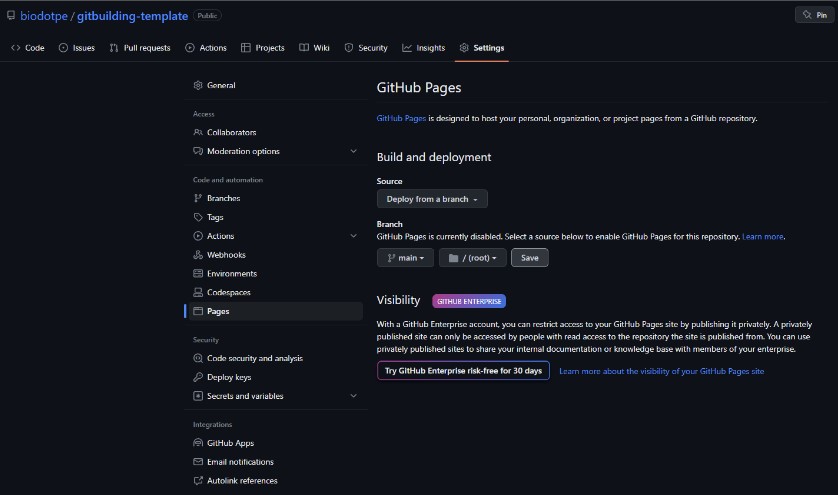 biodotpe / gitbuilding-template Public
Pin
Code Issues Pull requests Actions Projects Wiki Security Insights Settings
General
Access
Collaborators
Moderation options
Code and automation
Branches
Tags
Actions
Webhooks
Environments
Codespaces
Pages
Security
Code security and analysis
Deploy keys
Secrets and variables
Integrations
GitHub Apps
Email notifications
Autolink references
GitHub Pages
GitHub Pages is designed to host your personal, organization, or project pages from a GitHub repository.
Build and deployment
Source
Deploy from a branch
Branch
GitHub Pages is currently disabled. Select a source below to enable GitHub Pages for this repository. Learn more.
main / (root) Save
Visibility GITHUB ENTERPRISE
With a GitHub Enterprise account, you can restrict access to your GitHub Pages site by publishing it privately. A privately
published site can only be accessed by people with read access to the repository the site is published from. You can use
privately published sites to share your internal documentation or knowledge base with members of your enterprise.
Try GitHub Enterprise risk-free for 30 days Learn more about the visibility of your GitHub Pages site